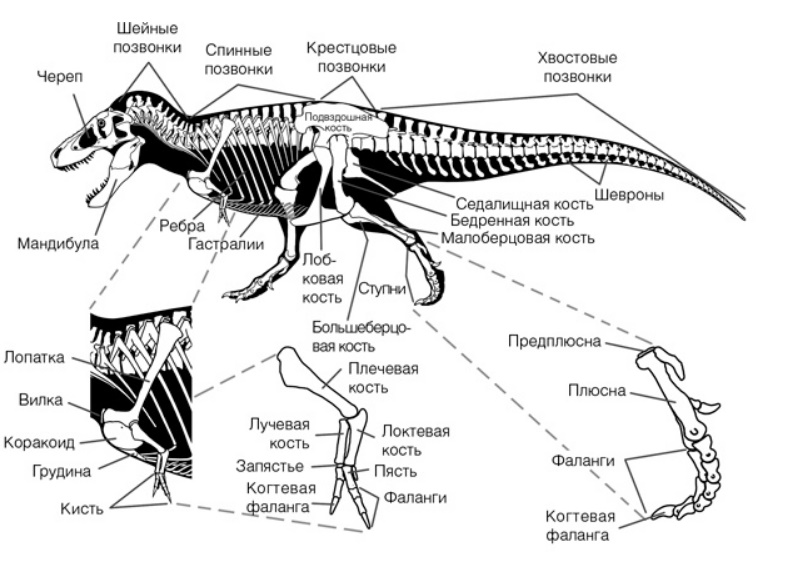 Шейные
позвонки
Спинные
позвонки
Крестцовые
позвонки
Хвостовые
позвонки
Череп
Подвздошная
кость
Шевроны
Седалищная кость
Бедренная кость
Малоберцовая кость
Мандибула
Ребра
Гастралии
Лоб-
ковая
кость
Ступни
Большеберцо-
вая кость
Лопатка
Вилка
Коракоид
Грудина
Кисть
Плечевая
кость
Лучевая
кость
Локтевая
кость
Запястье
Пясть
Когтевая
фаланга
Фаланги
Предплюсна
Плюсна
Фаланги
Когтевая
фаланга